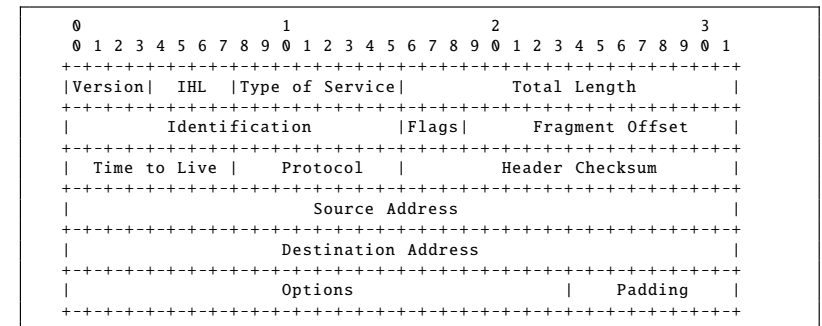 0                   1                   2                   3
0 1 2 3 4 5 6 7 8 9 0 1 2 3 4 5 6 7 8 9 0 1 2 3 4 5 6 7 8 9 0 1
+-+-+-+-+-+-+-+-+-+-+-+-+-+-+-+-+-+-+-+-+-+-+-+-+-+-+-+-+-+-+-+-+
|Version|  IHL  |Type of Service|          Total Length         |
+-+-+-+-+-+-+-+-+-+-+-+-+-+-+-+-+-+-+-+-+-+-+-+-+-+-+-+-+-+-+-+-+
|         Identification        |Flags|      Fragment Offset    |
+-+-+-+-+-+-+-+-+-+-+-+-+-+-+-+-+-+-+-+-+-+-+-+-+-+-+-+-+-+-+-+-+
|  Time to Live |    Protocol   |         Header Checksum       |
+-+-+-+-+-+-+-+-+-+-+-+-+-+-+-+-+-+-+-+-+-+-+-+-+-+-+-+-+-+-+-+-+
|                       Source Address                          |
+-+-+-+-+-+-+-+-+-+-+-+-+-+-+-+-+-+-+-+-+-+-+-+-+-+-+-+-+-+-+-+-+
|                    Destination Address                        |
+-+-+-+-+-+-+-+-+-+-+-+-+-+-+-+-+-+-+-+-+-+-+-+-+-+-+-+-+-+-+-+-+
|                    Options                    |    Padding    |
+-+-+-+-+-+-+-+-+-+-+-+-+-+-+-+-+-+-+-+-+-+-+-+-+-+-+-+-+-+-+-+-+